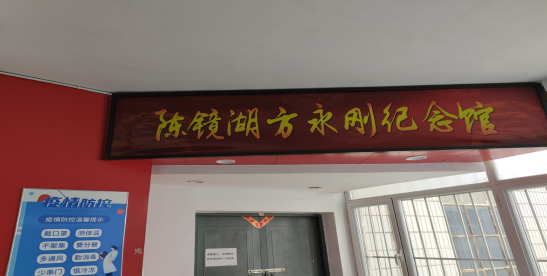 陈镜湖方永刚纪念馆
疫情防控
疫情防控温馨提示
戴口罩 测体温
不聚集 要分餐
多通风 勤消毒
少串门